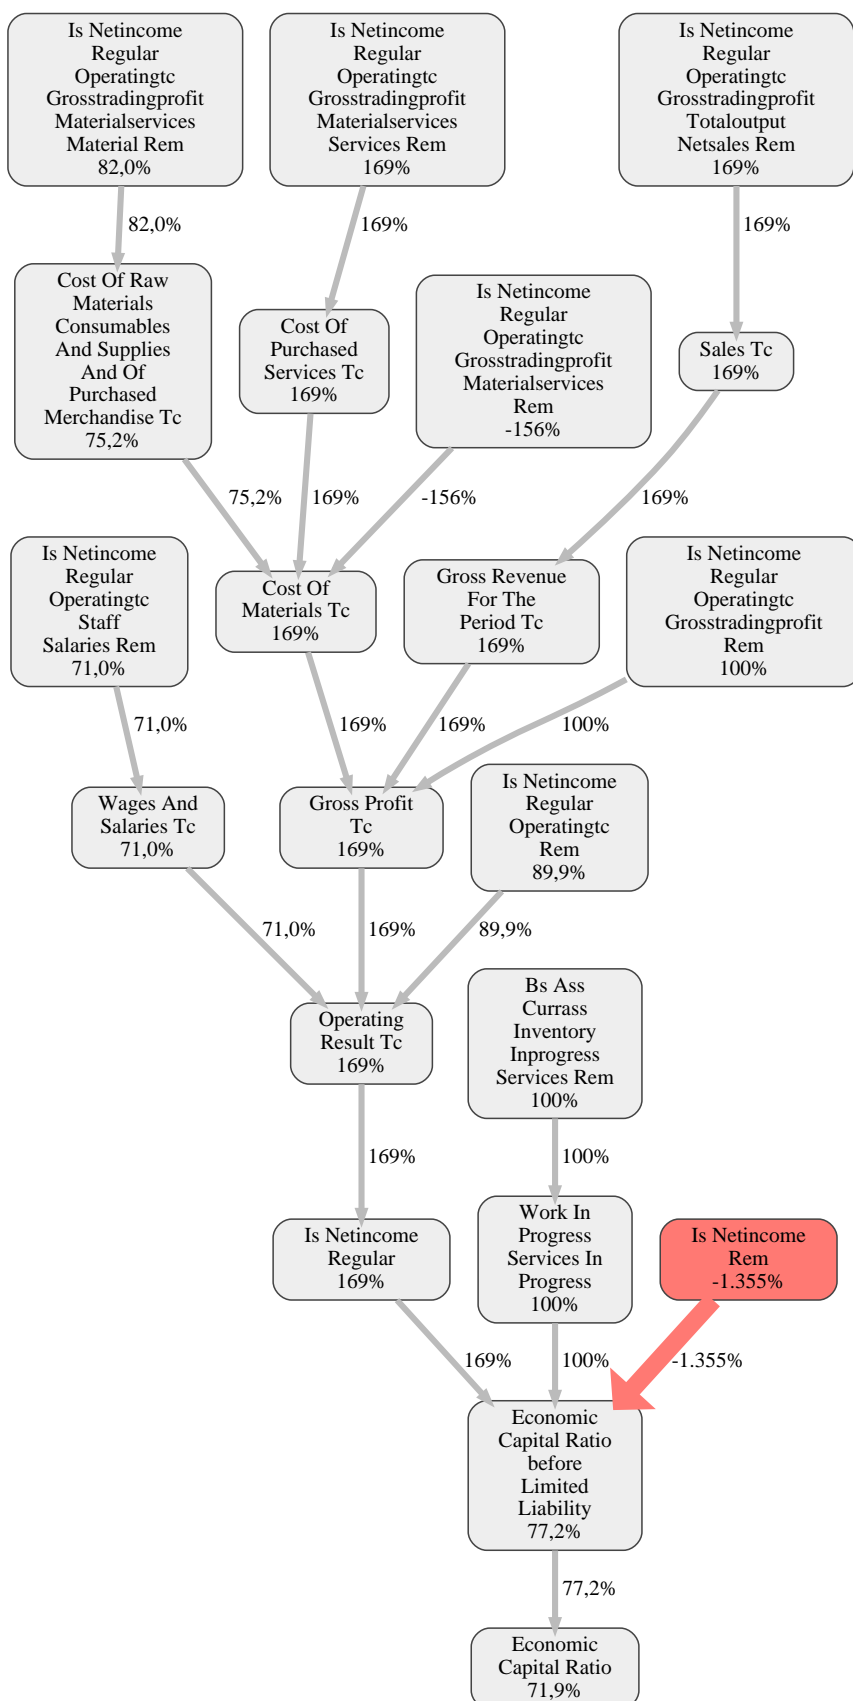 Is Netincome
Regular
Operatingtc
Grosstradingprofit
Materialservices
Material Rem
82,0%
Is Netincome
Regular
Operatingtc
Grosstradingprofit
Materialservices
Services Rem
169%
Is Netincome
Regular
Operatingtc
Grosstradingprofit
Totaloutput
Netsales Rem
169%
82,0%
169%
169%
Cost Of Raw
Materials
Consumables
And Supplies
And Of
Purchased
Merchandise Tc
75,2%
Cost Of
Purchased
Services Tc
169%
Is Netincome
Regular
Operatingtc
Grosstradingprofit
Materialservices
Rem
-156%
Sales Tc
169%
75,2%
169%
-156%
169%
Is Netincome
Regular
Operatingtc
Staff
Salaries Rem
71,0%
Cost Of
Materials Tc
169%
Gross Revenue
For The
Period Tc
169%
Is Netincome
Regular
Operatingtc
Grosstradingprofit
Rem
100%
71,0%
169%
169%
100%
Wages And
Salaries Tc
71,0%
Gross Profit
Tc
169%
Is Netincome
Regular
Operatingtc
Rem
89,9%
71,0%
169%
89,9%
Operating
Result Tc
169%
Bs Ass
Currass
Inventory
Inprogress
Services Rem
100%
169%
100%
Is Netincome
Regular
169%
Work In
Progress
Services In
Progress
100%
Is Netincome
Rem
-1.355%
169%
100%
-1.355%
Economic
Capital Ratio
before
Limited
Liability
77,2%
77,2%
Economic
Capital Ratio
71,9%